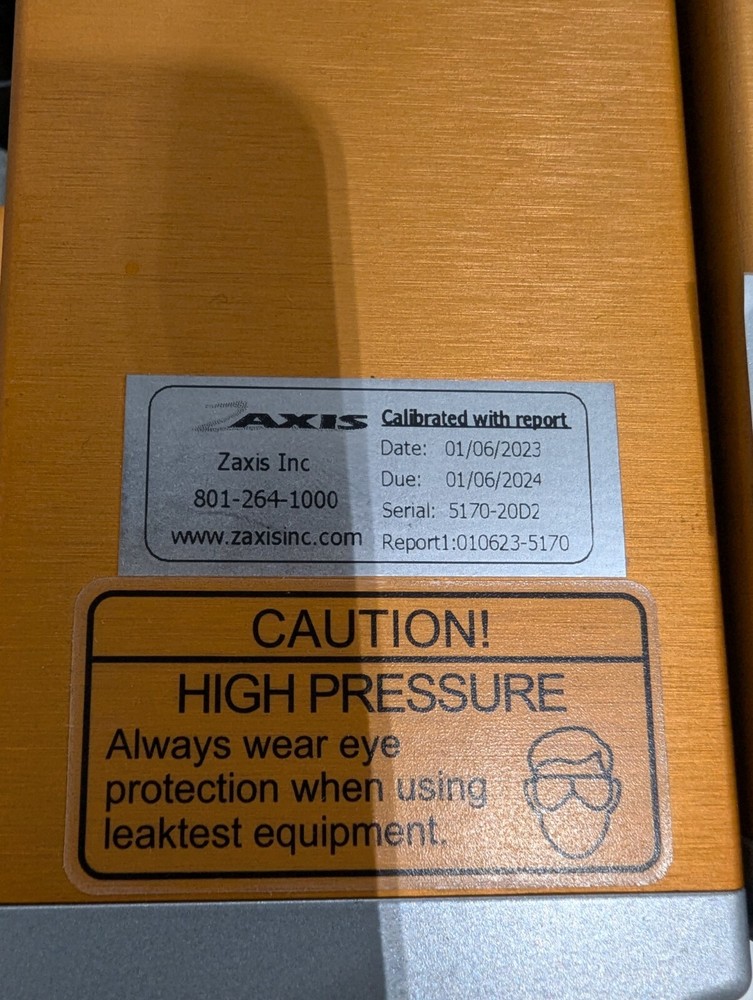 ZAXIS
Zaxis Inc
801-264-1000
www.zaxisinc.com
Calibrated with report
Date: 01/06/2023
Due: 01/06/2024
Serial: 5170-20D2
Report1:010623-5170
CAUTION!
HIGH PRESSURE
Always wear eye
protection when using
leaktest equipment.